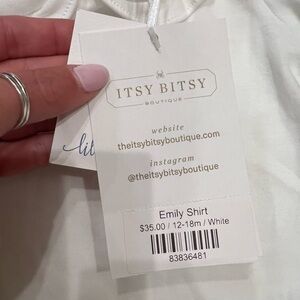 ITSY BITSY
BOUTIQUE
website
theitsybitsyboutique.com
instagram
@theitsybitsyboutique
Emily Shirt
$35.00 / 12-18m / White
83836481